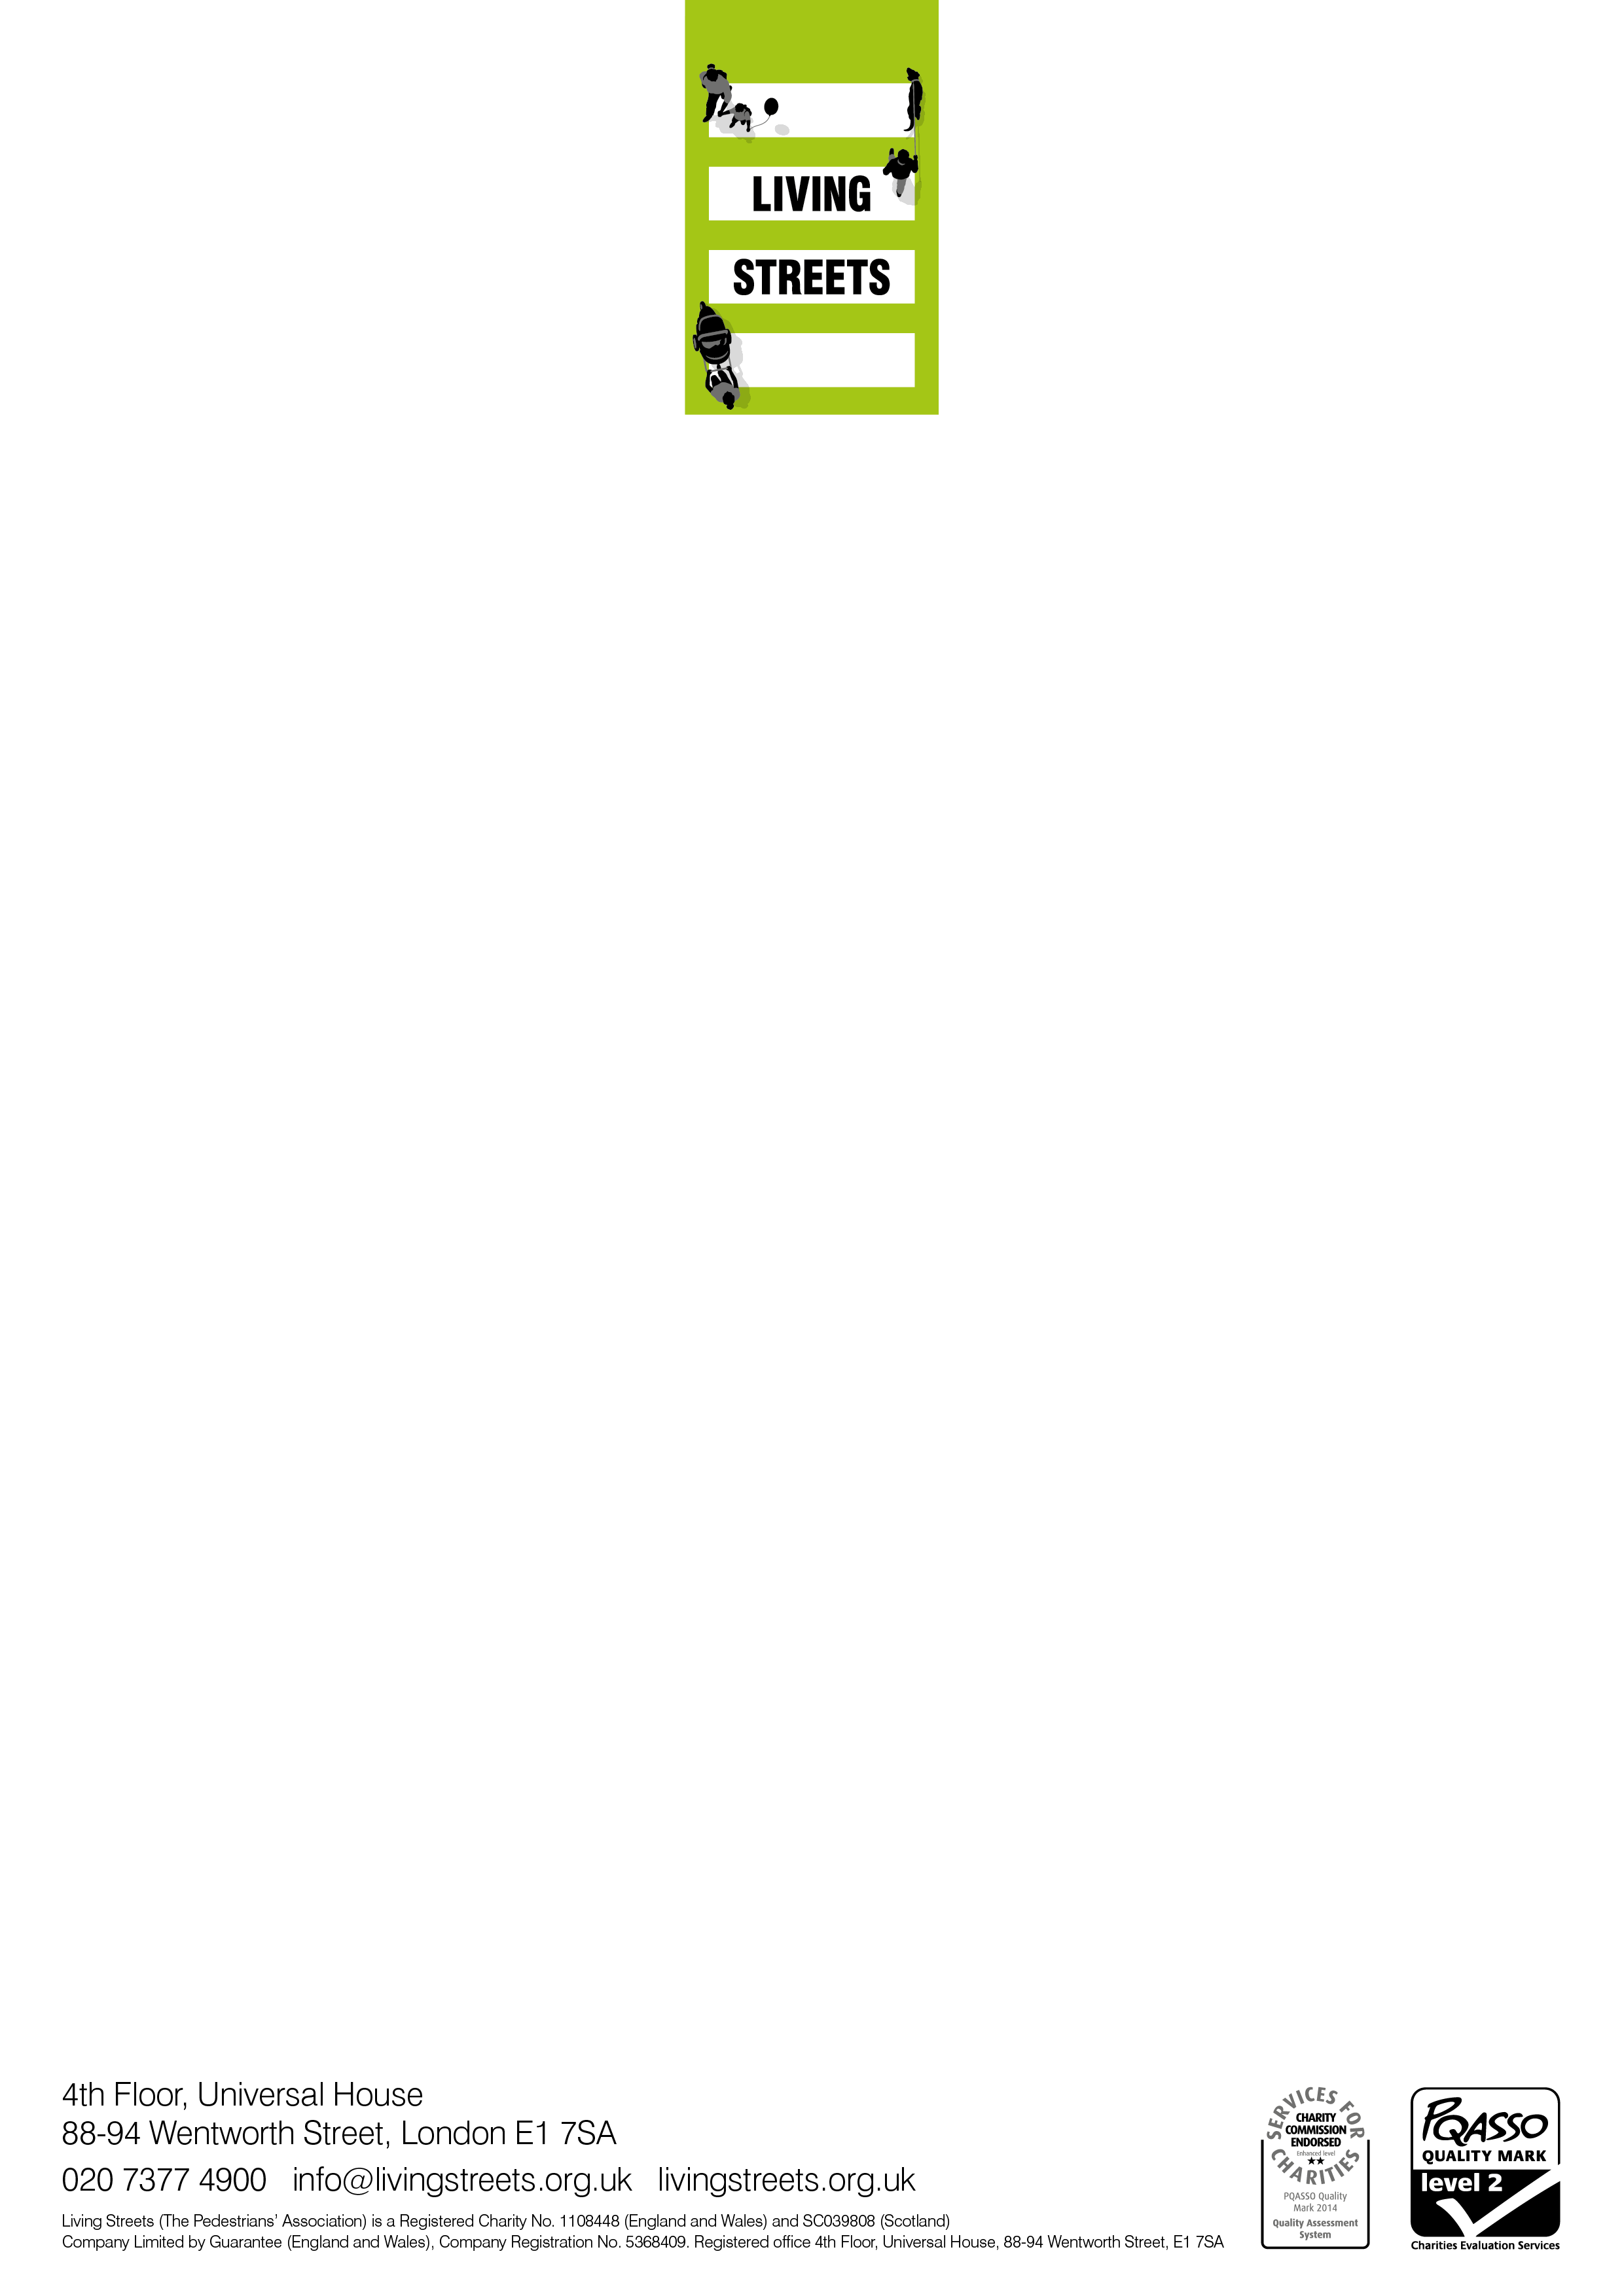 LIVING
STREETS
4th Floor, Universal House
88-94 Wentworth Street, London E1 7SA
020 7377 4900 info@livingstreets.org.uk livingstreets.org.uk
Living Streets (The Pedestrians’ Association) is a Registered Charity No. 1108448 (England and Wales) and SC039808 (Scotland)
Company Limited by Guarantee (England and Wales), Company Registration No. 5368409. Registered office 4th Floor, Universal House, 88-94 Wentworth Street, E1 7SA
SERVICES FOR
CHARITIES
CHARITY
COMMISSION
ENDORSED
Enhanced level
PQASSO Quality
Mark 2014
Quality Assessment
System
PQASSO
QUALITY MARK
level 2
Charities Evaluation Services